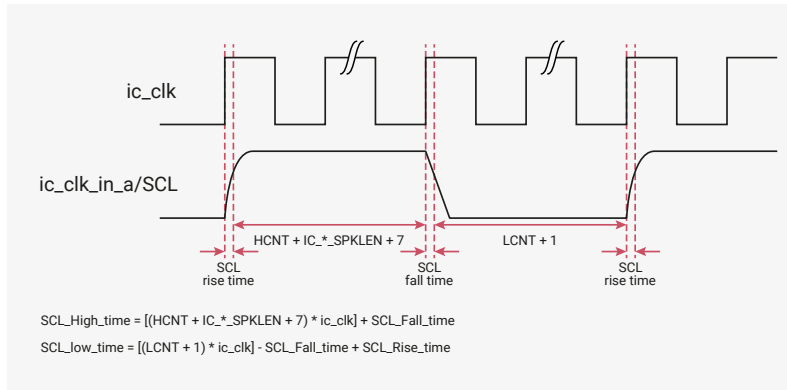 ic_clk
ic_clk_in_a/SCL
HCNT + IC_*_SPKLEN + 7
LCNT + 1
SCL
rise time
SCL
fall time
SCL
rise time
SCL_High_time = [(HCNT + IC_*_SPKLEN + 7) * ic_clk] + SCL_Fall_time
SCL_low_time = [(LCNT + 1) * ic_clk] - SCL_Fall_time + SCL_Rise_time